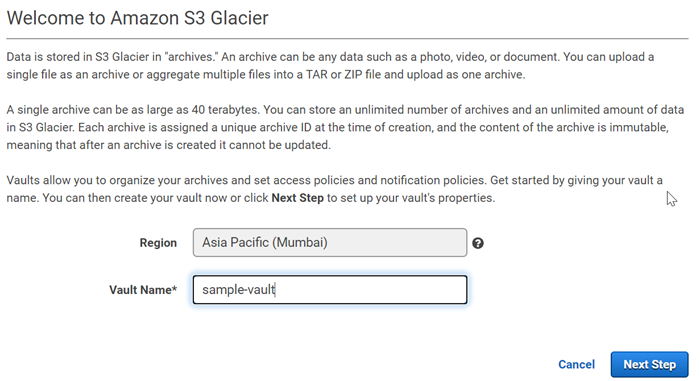 Welcome to Amazon S3 Glacier
Data is stored in S3 Glacier in "archives." An archive can be any data such as a photo, video, or document. You can upload a
single file as an archive or aggregate multiple files into a TAR or ZIP file and upload as one archive.
A single archive can be as large as 40 terabytes. You can store an unlimited number of archives and an unlimited amount of data
in S3 Glacier. Each archive is assigned a unique archive ID at the time of creation, and the content of the archive is immutable,
meaning that after an archive is created it cannot be updated.
Vaults allow you to organize your archives and set access policies and notification policies. Get started by giving your vault a
name. You can then create your vault now or click Next Step to set up your vault's properties.
Region Asia Pacific (Mumbai) ?
Vault Name* sample-vault
Cancel Next Step